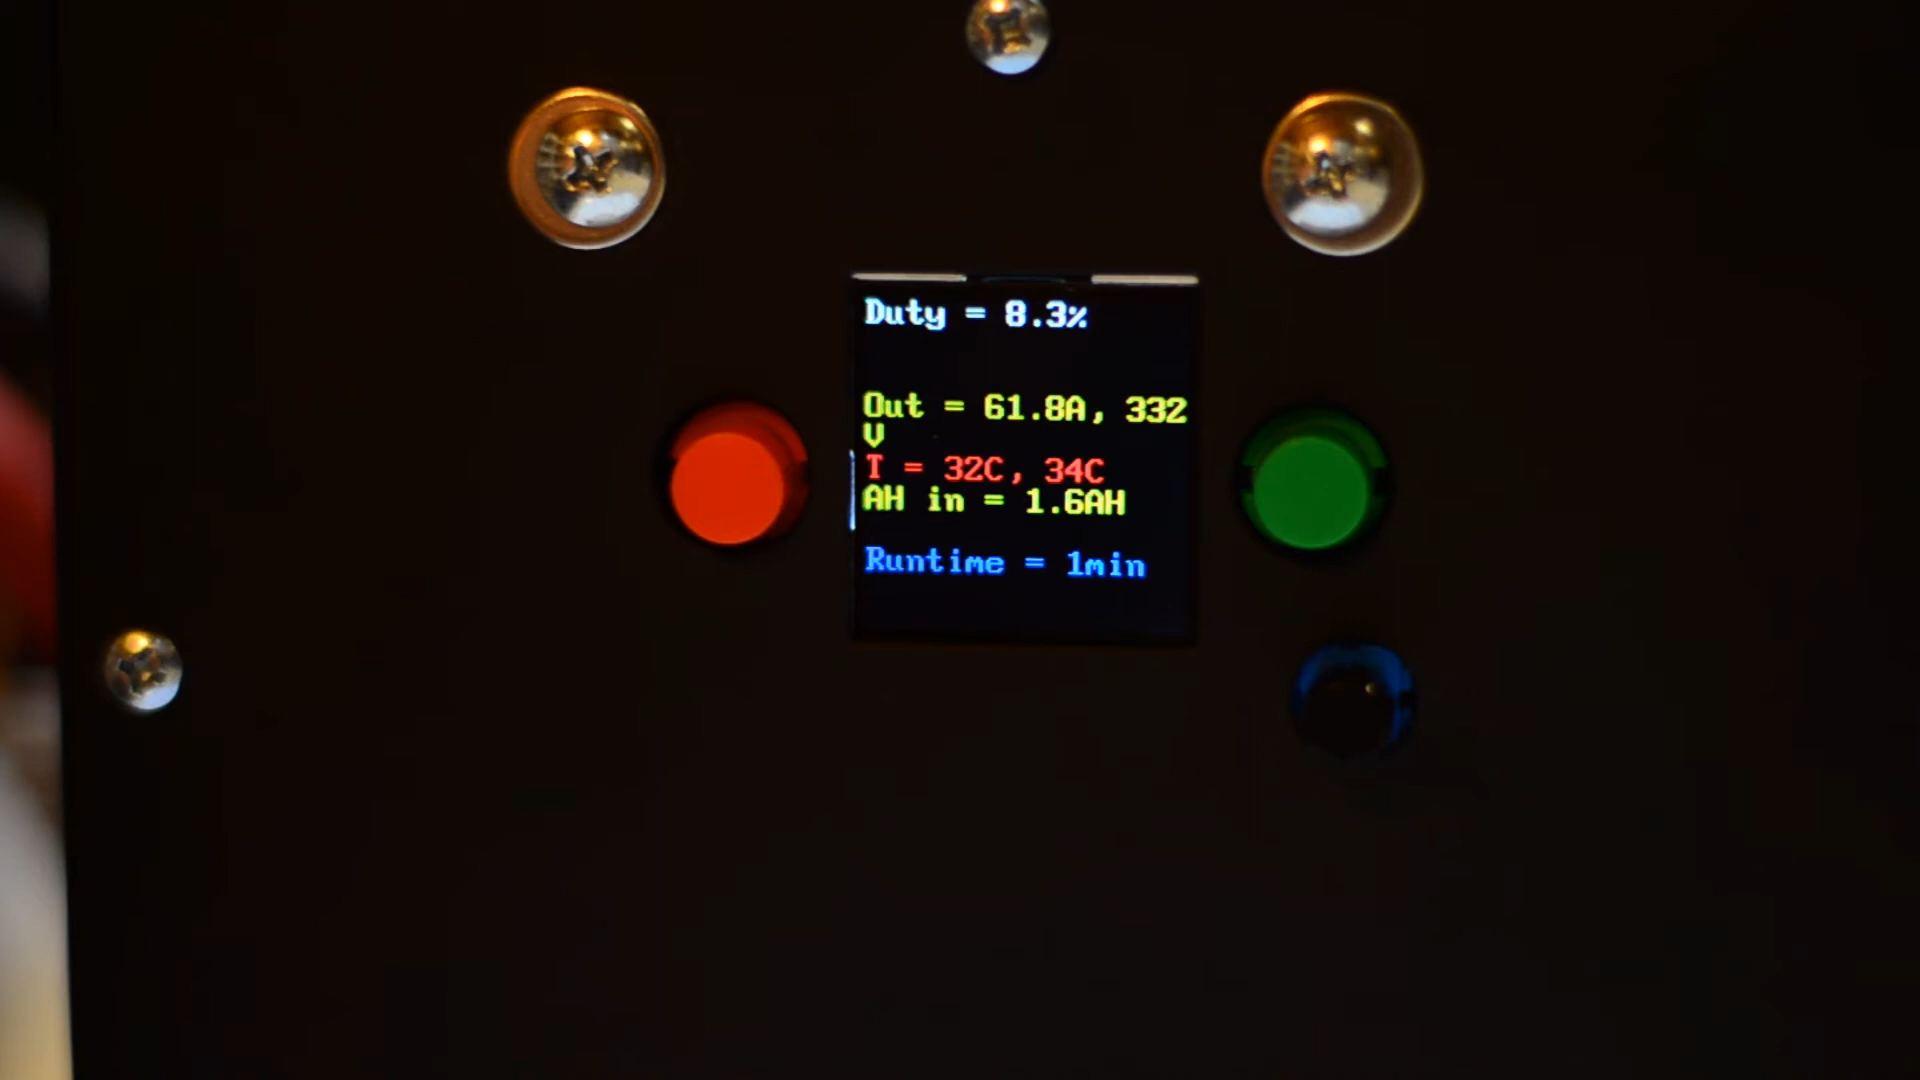 Duty = 8.3%
Out = 61.8A, 332
V
T = 32C, 34C
AH in = 1.6AH
Runtime = 1min